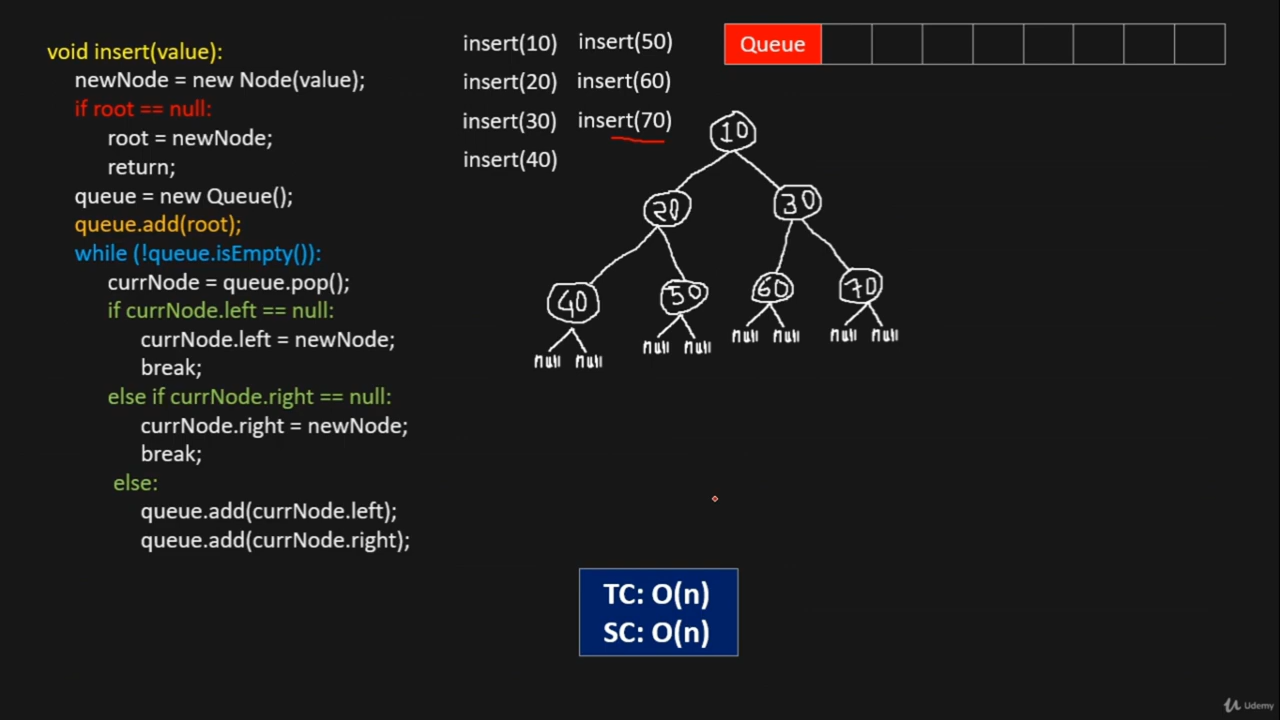 void insert(value):
newNode = new Node(value);
if root == null:
root = newNode;
return;
queue = new Queue();
queue.add(root);
while (!queue.isEmpty()):
currNode = queue.pop();
if currNode.left == null:
currNode.left = newNode;
break;
else if currNode.right == null:
currNode.right = newNode;
break;
else:
queue.add(currNode.left);
queue.add(currNode.right);
insert(10) insert(50)
insert(20) insert(60)
insert(30) insert(70)
insert(40)
Queue
10
20 30
40 50 60 70
null null null null null null null null
TC: O(n)
SC: O(n)
Udemy